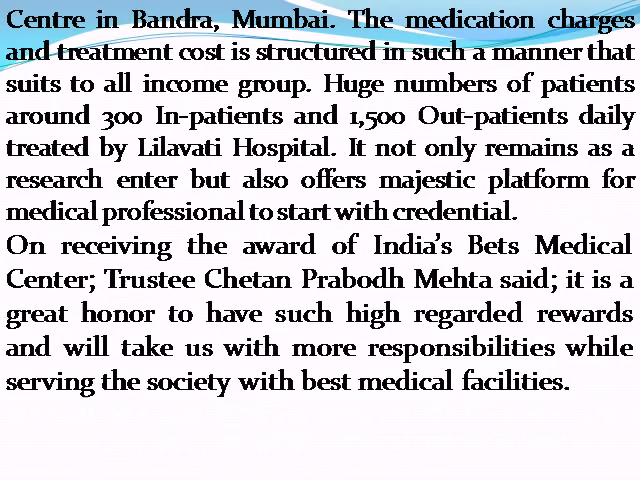 Centre in Bandra, Mumbai. The medication charges
and treatment cost is structured in such a manner that
suits to all income group. Huge numbers of patients
around 300 In-patients and 1,500 Out-patients daily
treated by Lilavati Hospital. It not only remains as a
research enter but also offers majestic platform for
medical professional to start with credential.
On receiving the award of India’s Bets Medical
Center; Trustee Chetan Prabodh Mehta said; it is a
great honor to have such high regarded rewards
and will take us with more responsibilities while
serving the society with best medical facilities.